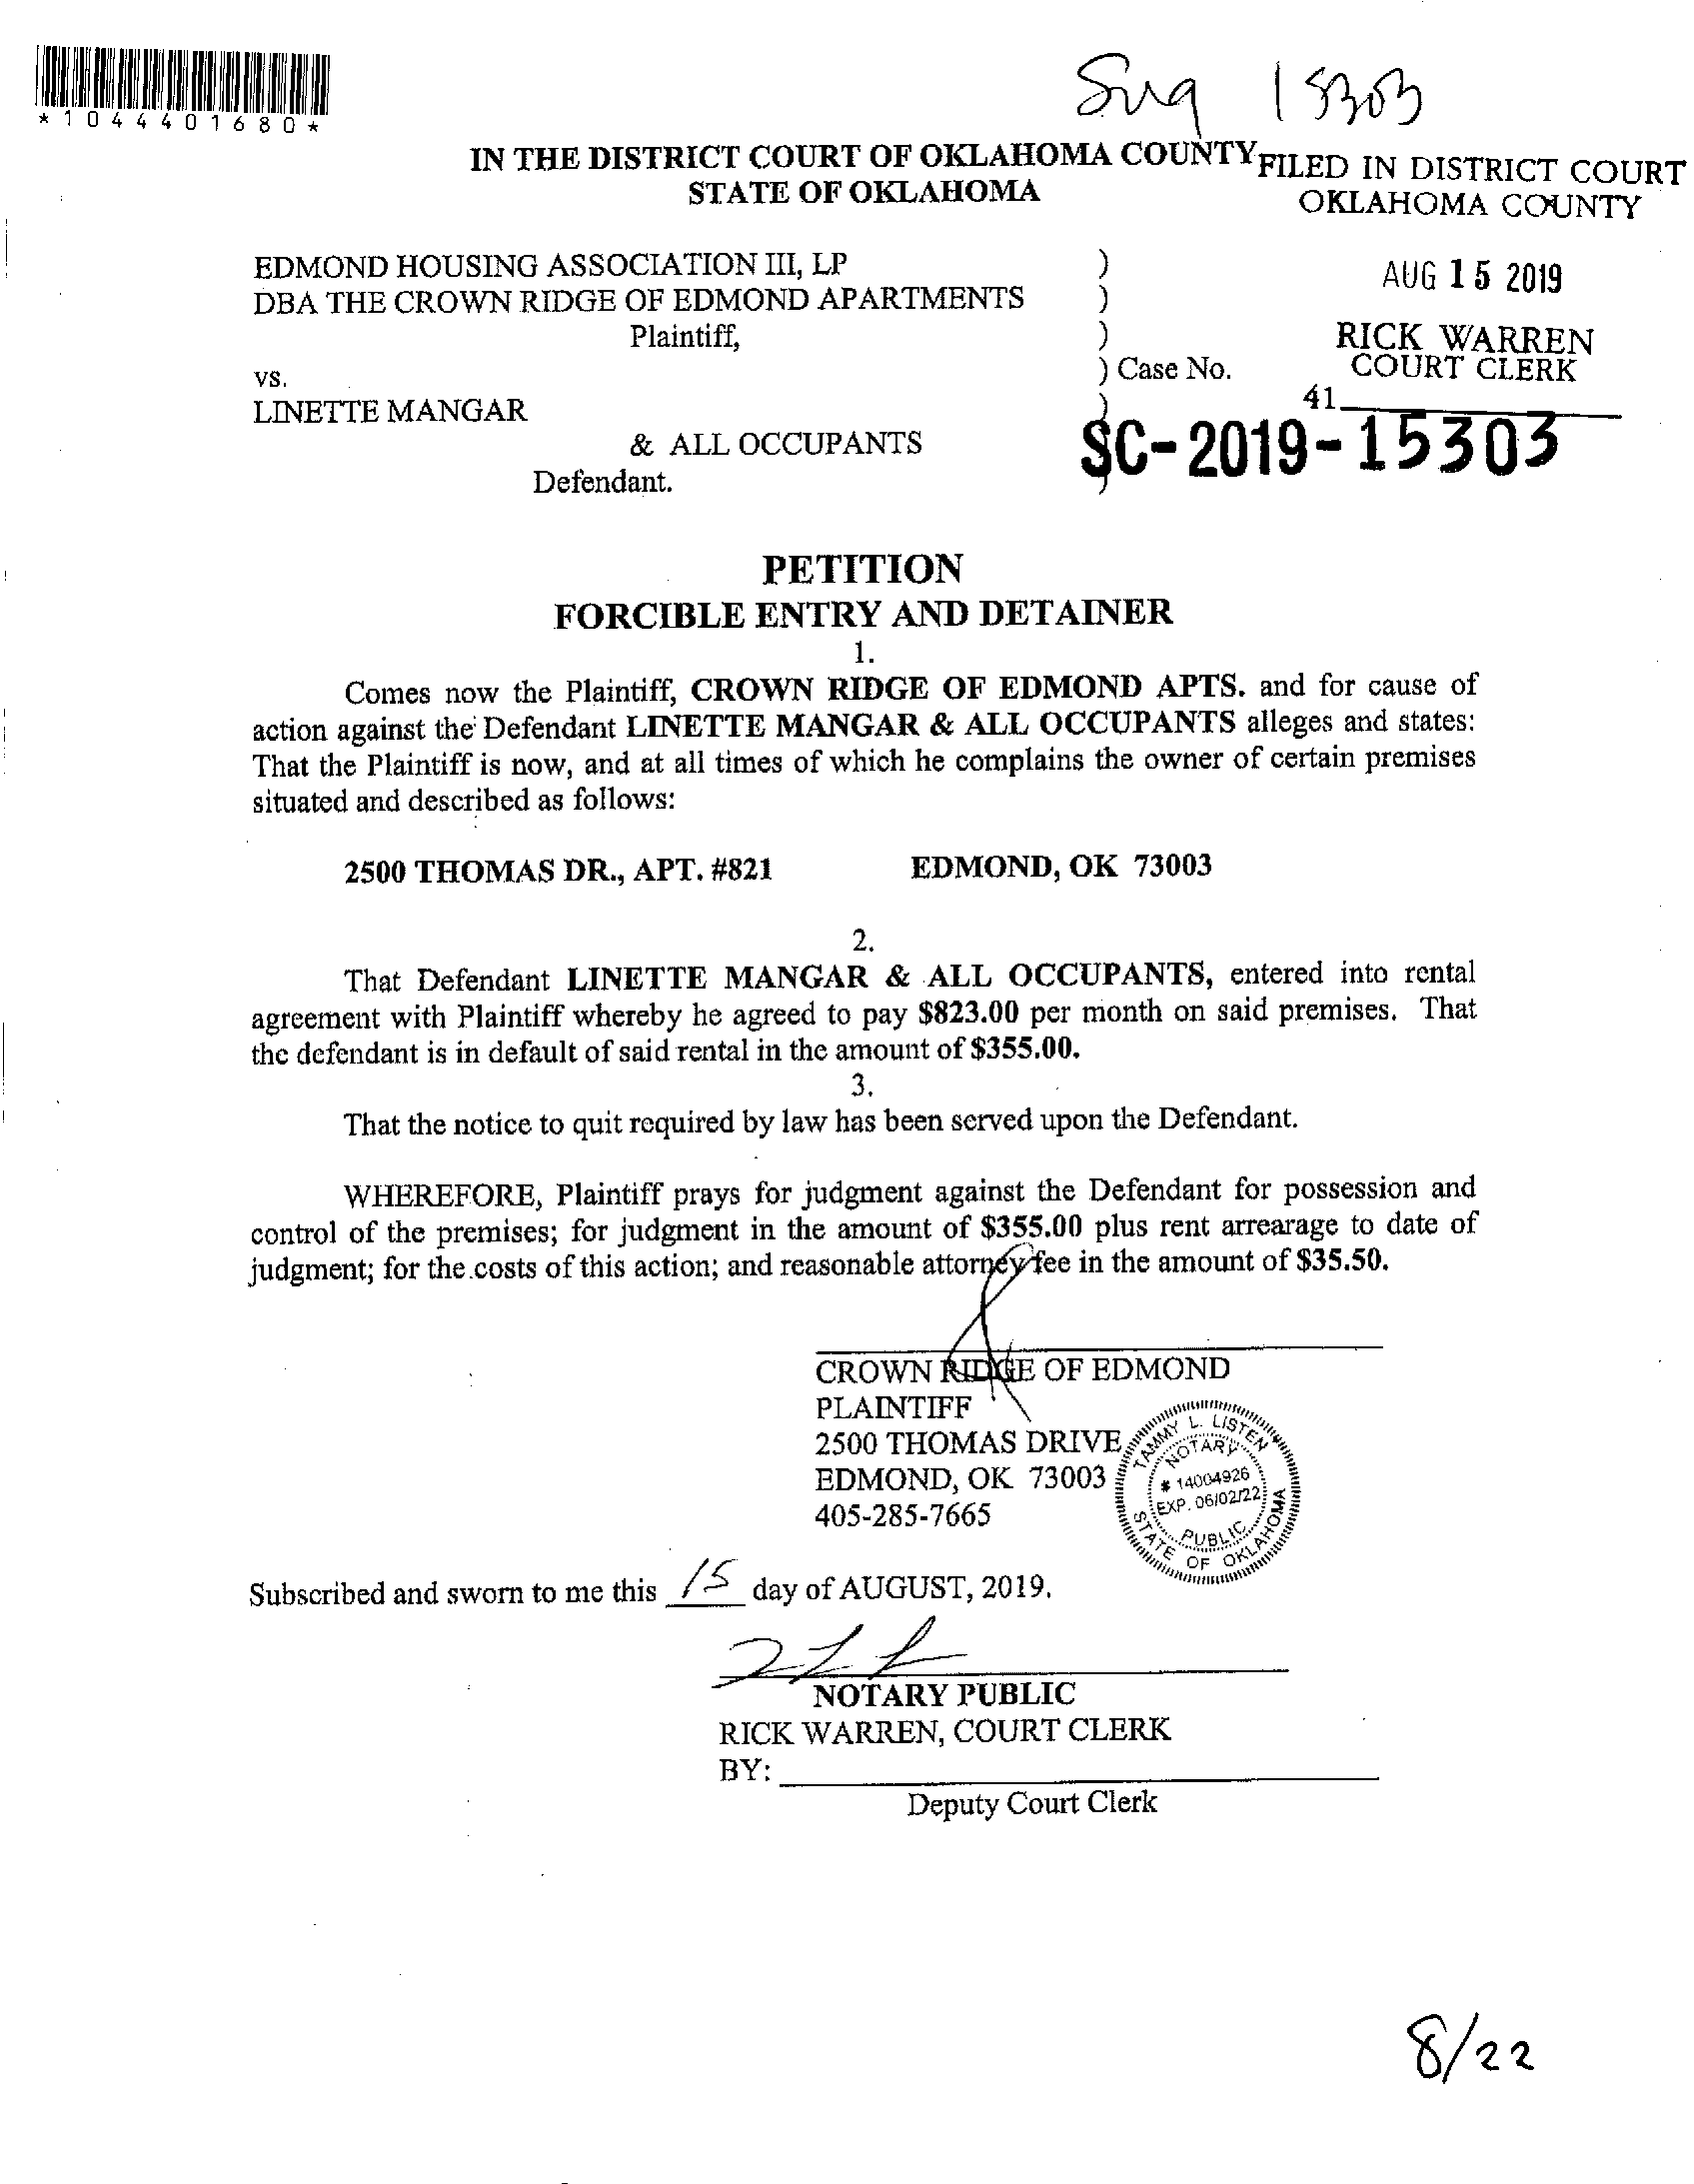 *1044401680*
15303
IN THE DISTRICT COURT OF OKLAHOMA COUNTY
STATE OF OKLAHOMA
FILED IN DISTRICT COURT
OKLAHOMA COUNTY
AUG 15 2019
RICK WARREN
COURT CLERK
41
EDMOND HOUSING ASSOCIATION III, LP )
DBA THE CROWN RIDGE OF EDMOND APARTMENTS )
Plaintiff, )
vs. ) Case No.
LINETTE MANGAR )
& ALL OCCUPANTS
SC-2019-15303
Defendant. )
PETITION
FORCIBLE ENTRY AND DETAINER
1.
Comes now the Plaintiff, CROWN RIDGE OF EDMOND APTS. and for cause of
action against the Defendant LINETTE MANGAR & ALL OCCUPANTS alleges and states:
That the Plaintiff is now, and at all times of which he complains the owner of certain premises
situated and described as follows:
2500 THOMAS DR., APT. #821 EDMOND, OK 73003
2.
That Defendant LINETTE MANGAR & ALL OCCUPANTS, entered into rental
agreement with Plaintiff whereby he agreed to pay $823.00 per month on said premises. That
the defendant is in default of said rental in the amount of $355.00.
3.
That the notice to quit required by law has been served upon the Defendant.
WHEREFORE, Plaintiff prays for judgment against the Defendant for possession and
control of the premises; for judgment in the amount of $355.00 plus rent arrearage to date of
judgment; for the costs of this action; and reasonable attorney fee in the amount of $35.50.
CROWN RIDGE OF EDMOND
PLAINTIFF
2500 THOMAS DRIVE
EDMOND, OK 73003
405-285-7665
TAMMY L. LISTEN
NOTARY
# 14004926
EXP. 06/02/22
PUBLIC
STATE OF OKLAHOMA
Subscribed and sworn to me this 15 day of AUGUST, 2019.
NOTARY PUBLIC
RICK WARREN, COURT CLERK
BY:
Deputy Court Clerk
8/22